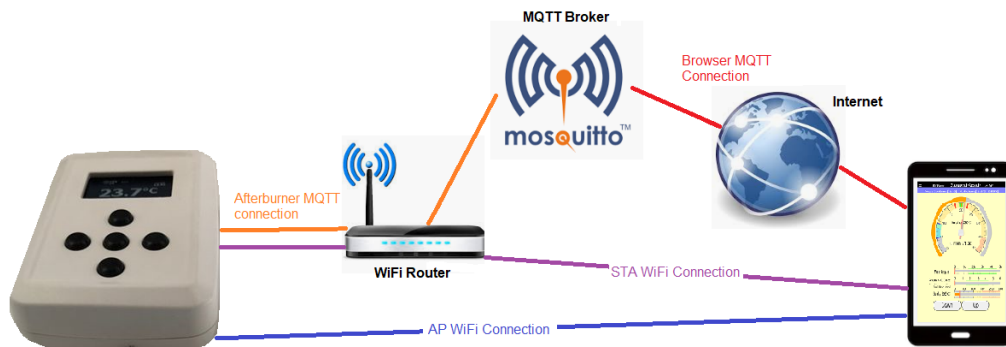 MQTT Broker
Browser MQTT
Connection
Internet
mosquitto™
23.7°C
Afterburner MQTT
connection
WiFi Router
STA WiFi Connection
AP WiFi Connection